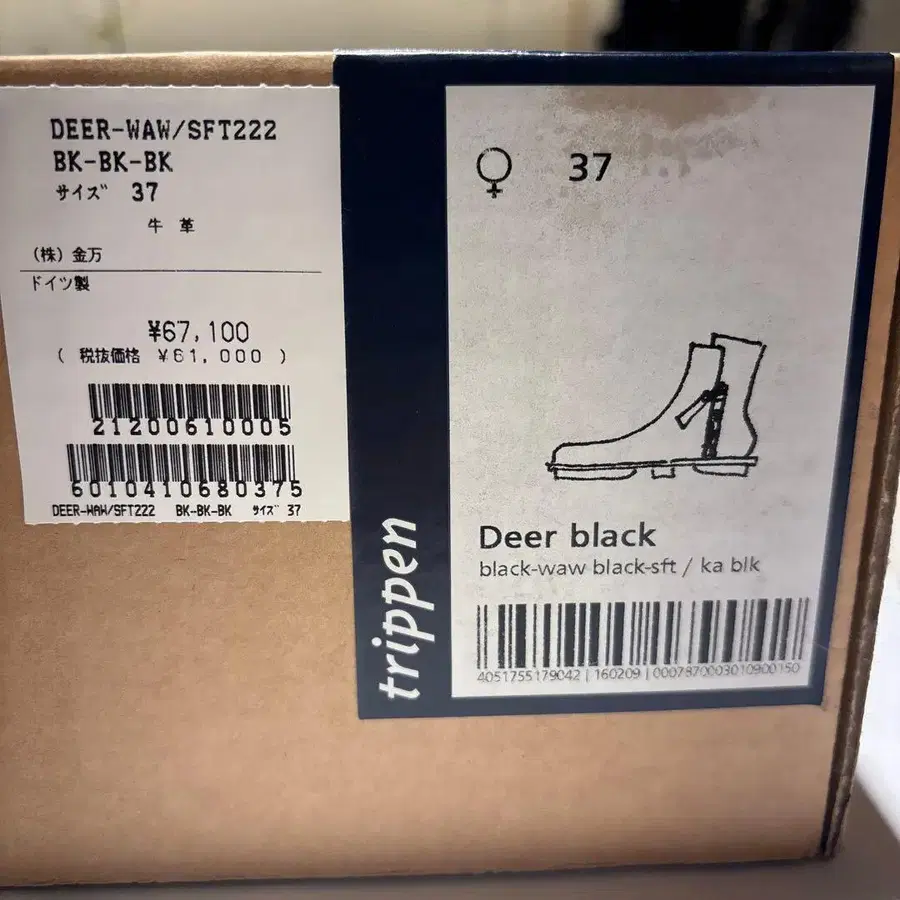 DEER-WAW/SFT222
BK-BK-BK
サイズ 37
牛 革
(株) 金万
ドイツ製
¥67,100
( 税抜価格 ¥61,000 )
21200610005
6010410680375
DEER-WAW/SFT222 BK-BK-BK サイズ 37
trippen
♀ 37
Deer black
black-waw black-sft / ka blk
4051755179042 | 160209 | 0007870003010900150